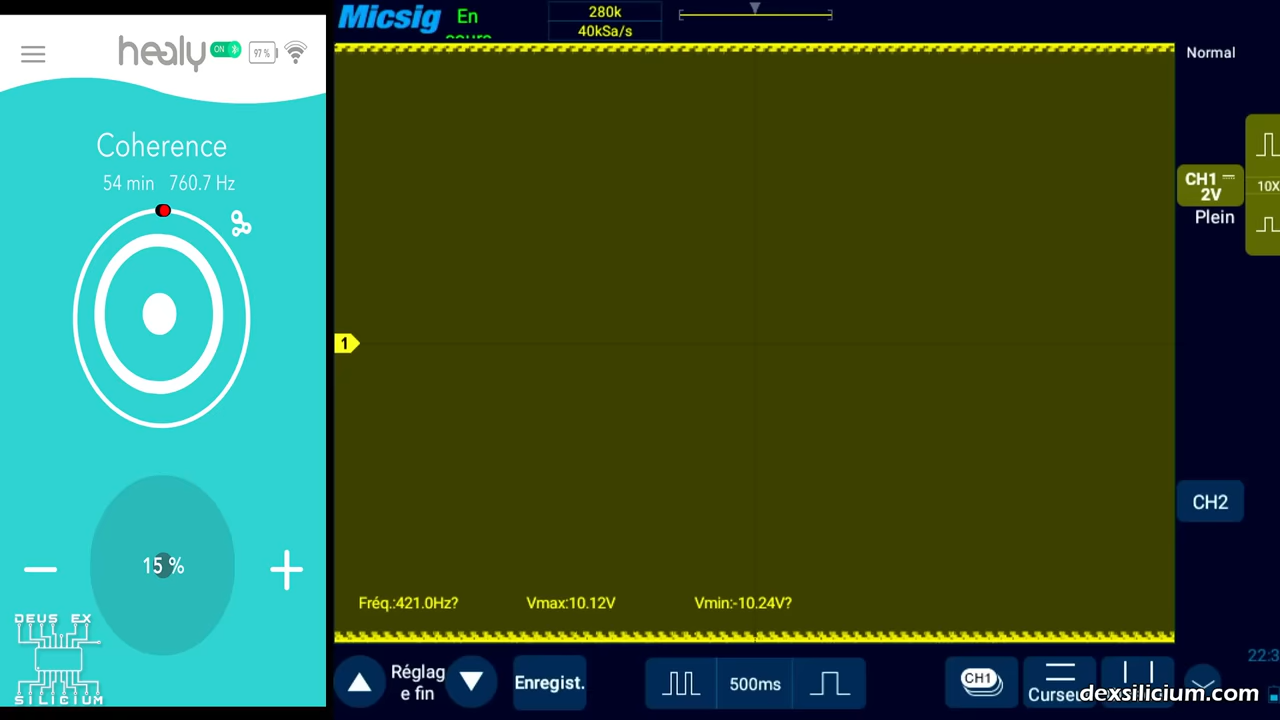 healy
ON
97 %
Coherence
54 min 760.7 Hz
15 %
DEUS EX
SILICIUM
Micsig
En
cours
280k
40kSa/s
Normal
CH1
2V
Plein
10X
1
CH2
Fréq.:421.0Hz?
Vmax:10.12V
Vmin:-10.24V?
Réglag
e fin
Enregist.
500ms
CH1
Curseu
22:3
dexsilicium.com